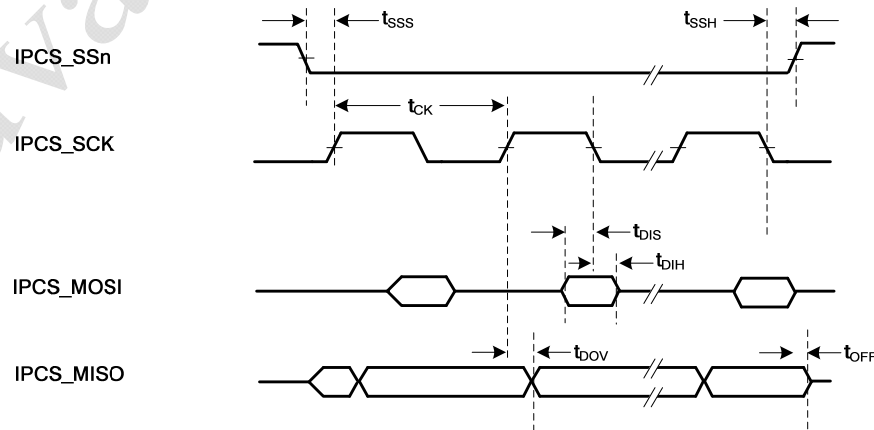 tSSS
tSSH
IPCS_SSn
tCK
IPCS_SCK
tDIS
tDIH
IPCS_MOSI
tDOV
tOFF
IPCS_MISO